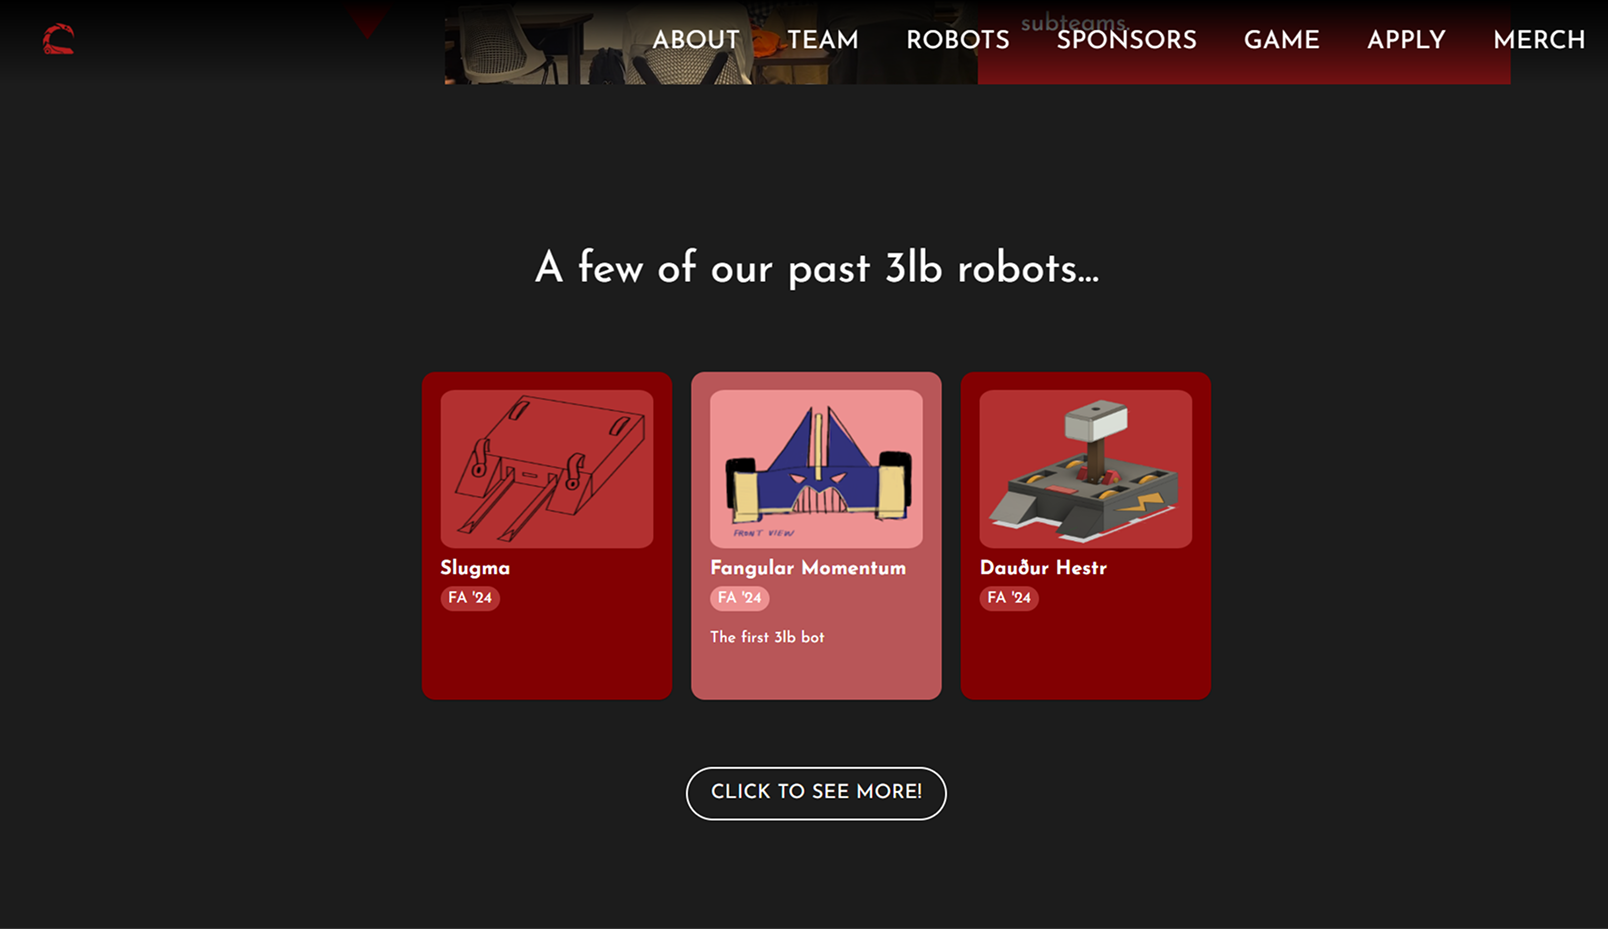 subteams.
ABOUT TEAM ROBOTS SPONSORS GAME APPLY MERCH
A few of our past 3lb robots...
FRONT VIEW
Slugma
FA '24
Fangular Momentum
FA '24
The first 3lb bot
Dauður Hestr
FA '24
CLICK TO SEE MORE!